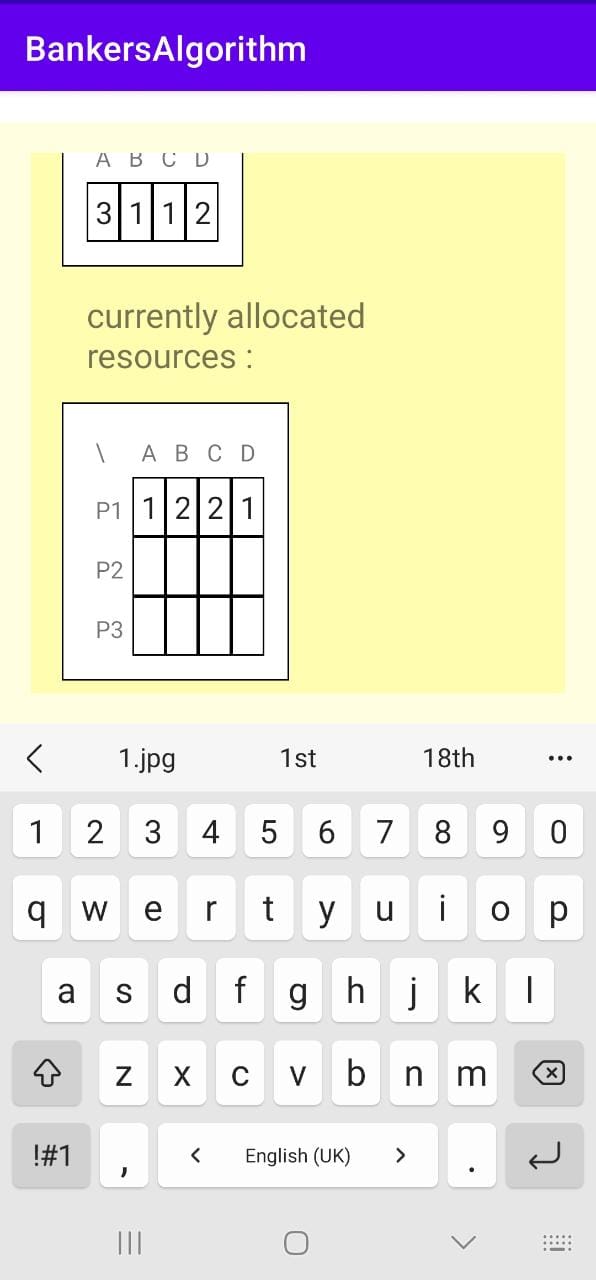 BankersAlgorithm
A B C D
3 1 1 2
currently allocated
resources :
\ A B C D
P1 1 2 2 1
P2
P3
1.jpg 1st 18th ...
1 2 3 4 5 6 7 8 9 0
q w e r t y u i o p
a s d f g h j k l
z x c v b n m
!#1 , < English (UK) > .